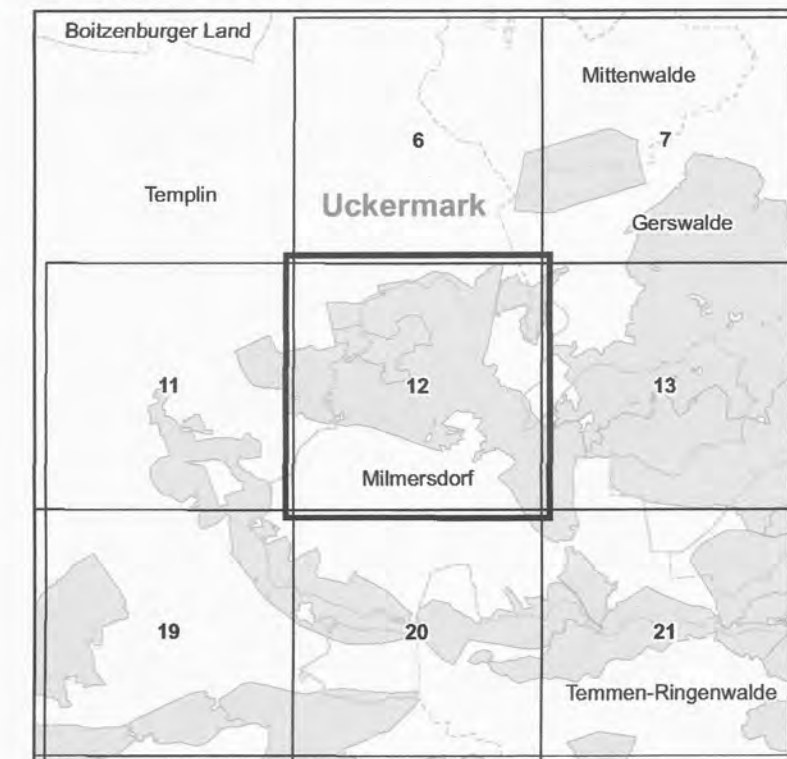 Boitzenburger Land
Mittenwalde
6
7
Templin
Uckermark
Gerswalde
11
12
13
Milmersdorf
19
20
21
Temmen-Ringenwalde